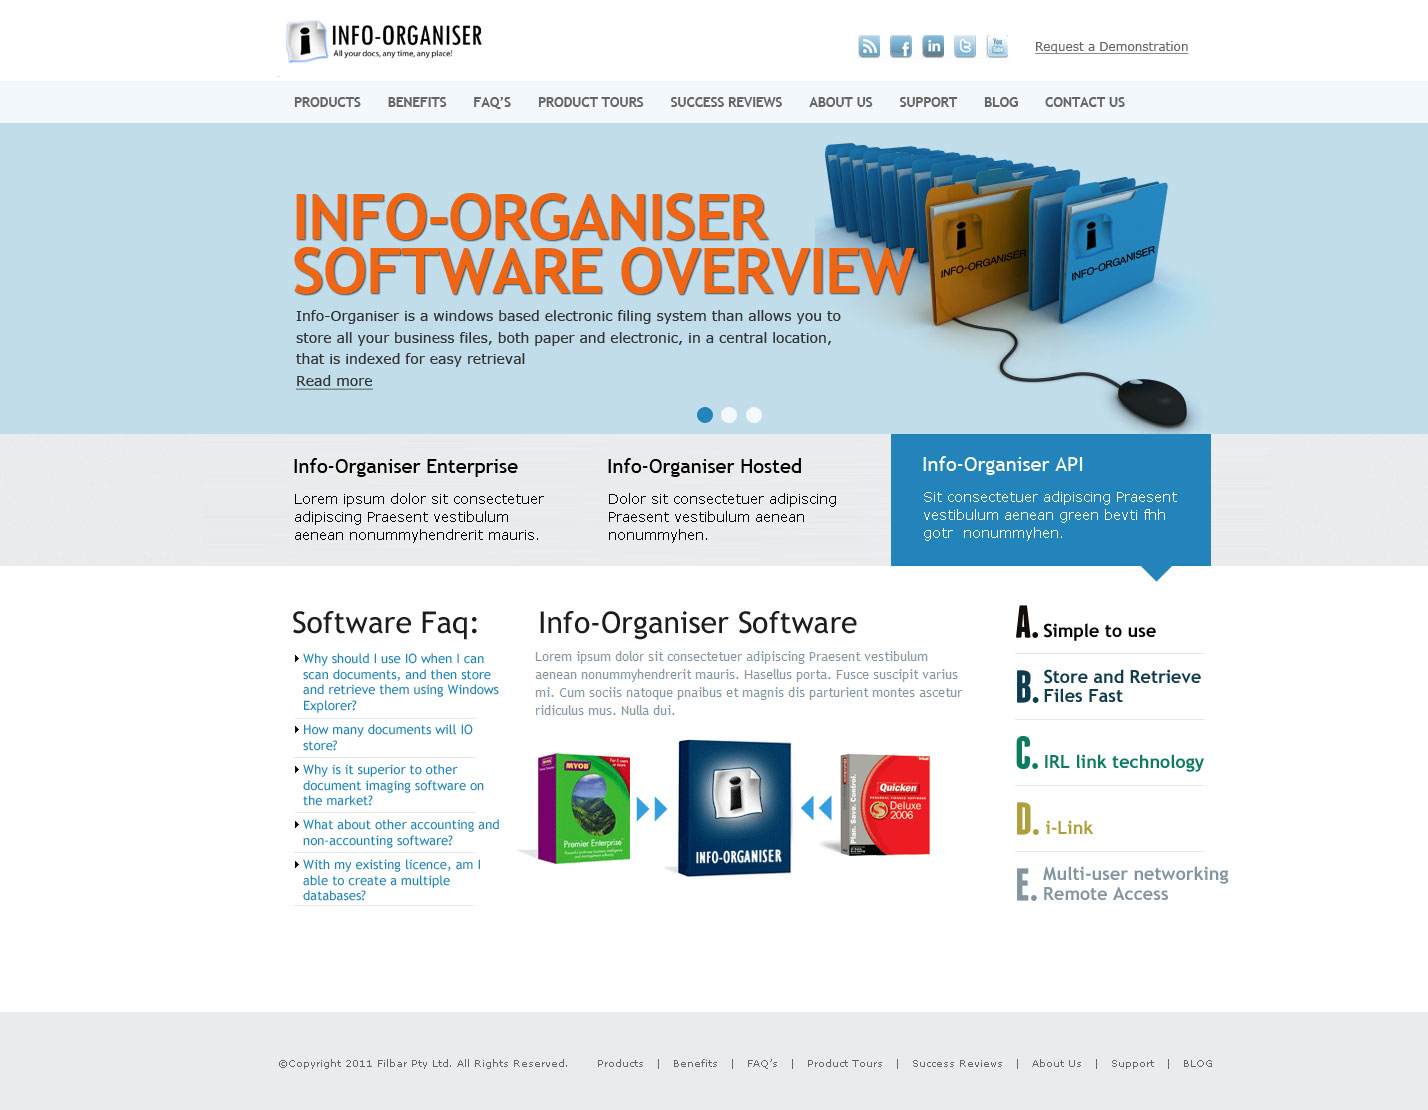 INFO-ORGANISER
All your docs, any time, any place!
Request a Demonstration
PRODUCTS BENEFITS FAQ'S PRODUCT TOURS SUCCESS REVIEWS ABOUT US SUPPORT BLOG CONTACT US
INFO-ORGANISER
SOFTWARE OVERVIEW
Info-Organiser is a windows based electronic filing system than allows you to
store all your business files, both paper and electronic, in a central location,
that is indexed for easy retrieval
Read more
INFO-ORGANISER
INFO-ORGANISER
Info-Organiser Enterprise
Lorem ipsum dolor sit consectetuer
adipiscing Praesent vestibulum
aenean nonummyhendrerit mauris.
Info-Organiser Hosted
Dolor sit consectetuer adipiscing
Praesent vestibulum aenean
nonummyhen.
Info-Organiser API
Sit consectetuer adipiscing Praesent
vestibulum aenean green bevti fhh
gotr nonummyhen.
Software Faq:
Why should I use IO when I can
scan documents, and then store
and retrieve them using Windows
Explorer?
How many documents will IO
store?
Why is it superior to other
document imaging software on
the market?
What about other accounting and
non-accounting software?
With my existing licence, am I
able to create a multiple
databases?
Info-Organiser Software
Lorem ipsum dolor sit consectetuer adipiscing Praesent vestibulum
aenean nonummyhendrerit mauris. Hasellus porta. Fusce suscipit varius
mi. Cum sociis natoque pnaibus et magnis dis parturient montes ascetur
ridiculus mus. Nulla dui.
MYOB
Premier Enterprise
INFO-ORGANISER
Plan. Save. Control.
Quicken
Deluxe
2006
A. Simple to use
B. Store and Retrieve
Files Fast
C. IRL link technology
D. i-Link
E. Multi-user networking
Remote Access
©Copyright 2011 Filbar Pty Ltd. All Rights Reserved. Products | Benefits | FAQ's | Product Tours | Success Reviews | About Us | Support | BLOG